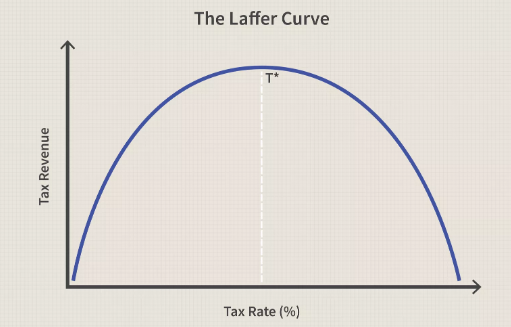 The Laffer Curve
T*
Tax Revenue
Tax Rate (%)